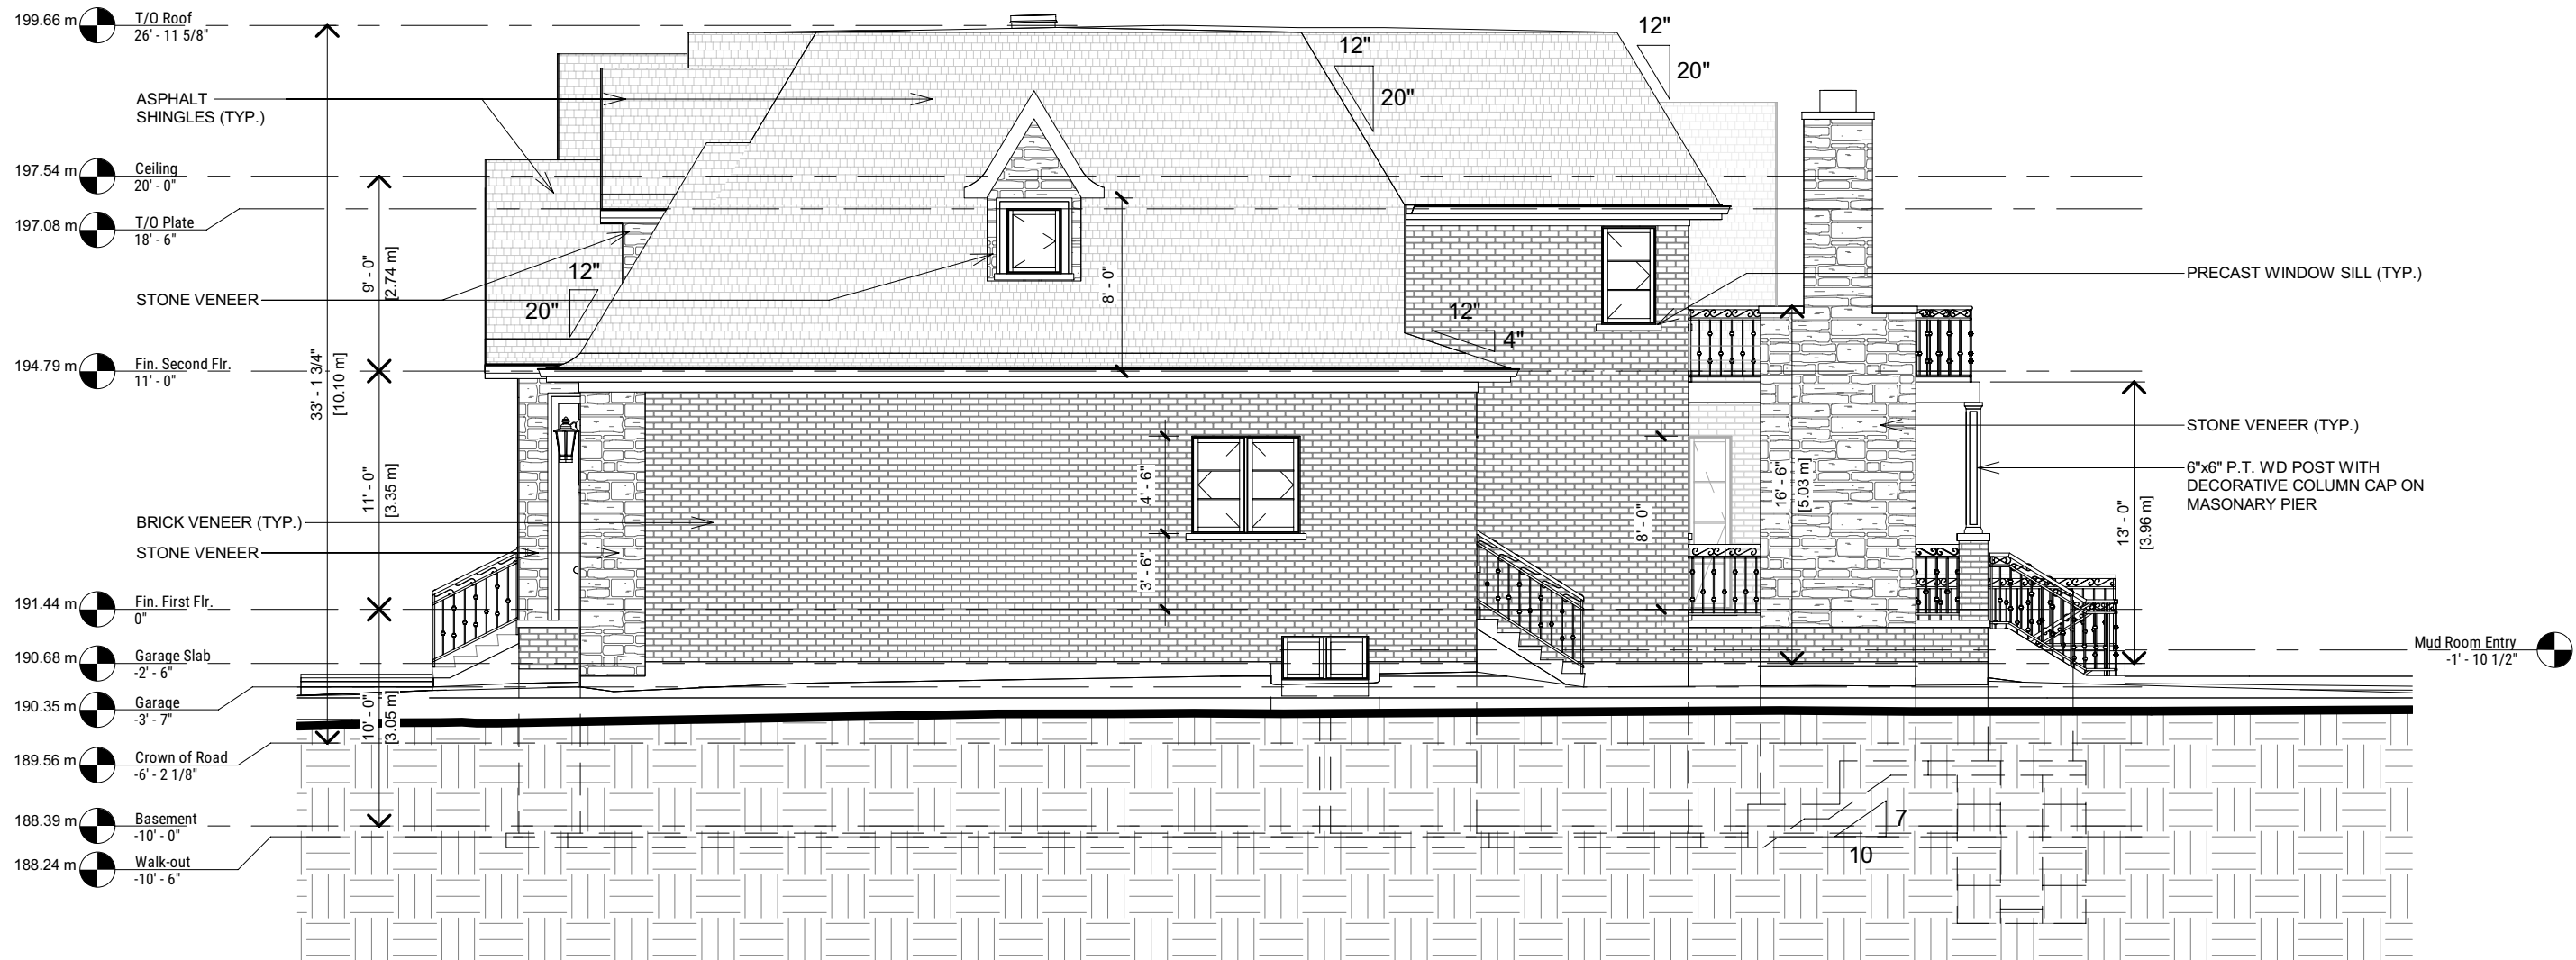 199.66 m
T/O Roof
26' - 11 5/8"
ASPHALT
SHINGLES (TYP.)
197.54 m
Ceiling
20' - 0"
197.08 m
T/O Plate
18' - 6"
STONE VENEER
194.79 m
Fin. Second Flr.
11' - 0"
BRICK VENEER (TYP.)
STONE VENEER
191.44 m
Fin. First Flr.
0"
190.68 m
Garage Slab
-2' - 6"
190.35 m
Garage
-3' - 7"
189.56 m
Crown of Road
-6' - 2 1/8"
188.39 m
Basement
-10' - 0"
188.24 m
Walk-out
-10' - 6"
33' - 1 3/4"
[10.10 m]
9' - 0"
[2.74 m]
11' - 0"
[3.35 m]
10' - 0"
[3.05 m]
12"
20"
8' - 0"
12"
20"
12"
20"
12"
4"
4' - 6"
3' - 6"
8' - 0"
16' - 6"
[5.03 m]
13' - 0"
[3.96 m]
7
10
PRECAST WINDOW SILL (TYP.)
STONE VENEER (TYP.)
6"x6" P.T. WD POST WITH
DECORATIVE COLUMN CAP ON
MASONARY PIER
Mud Room Entry
-1' - 10 1/2"